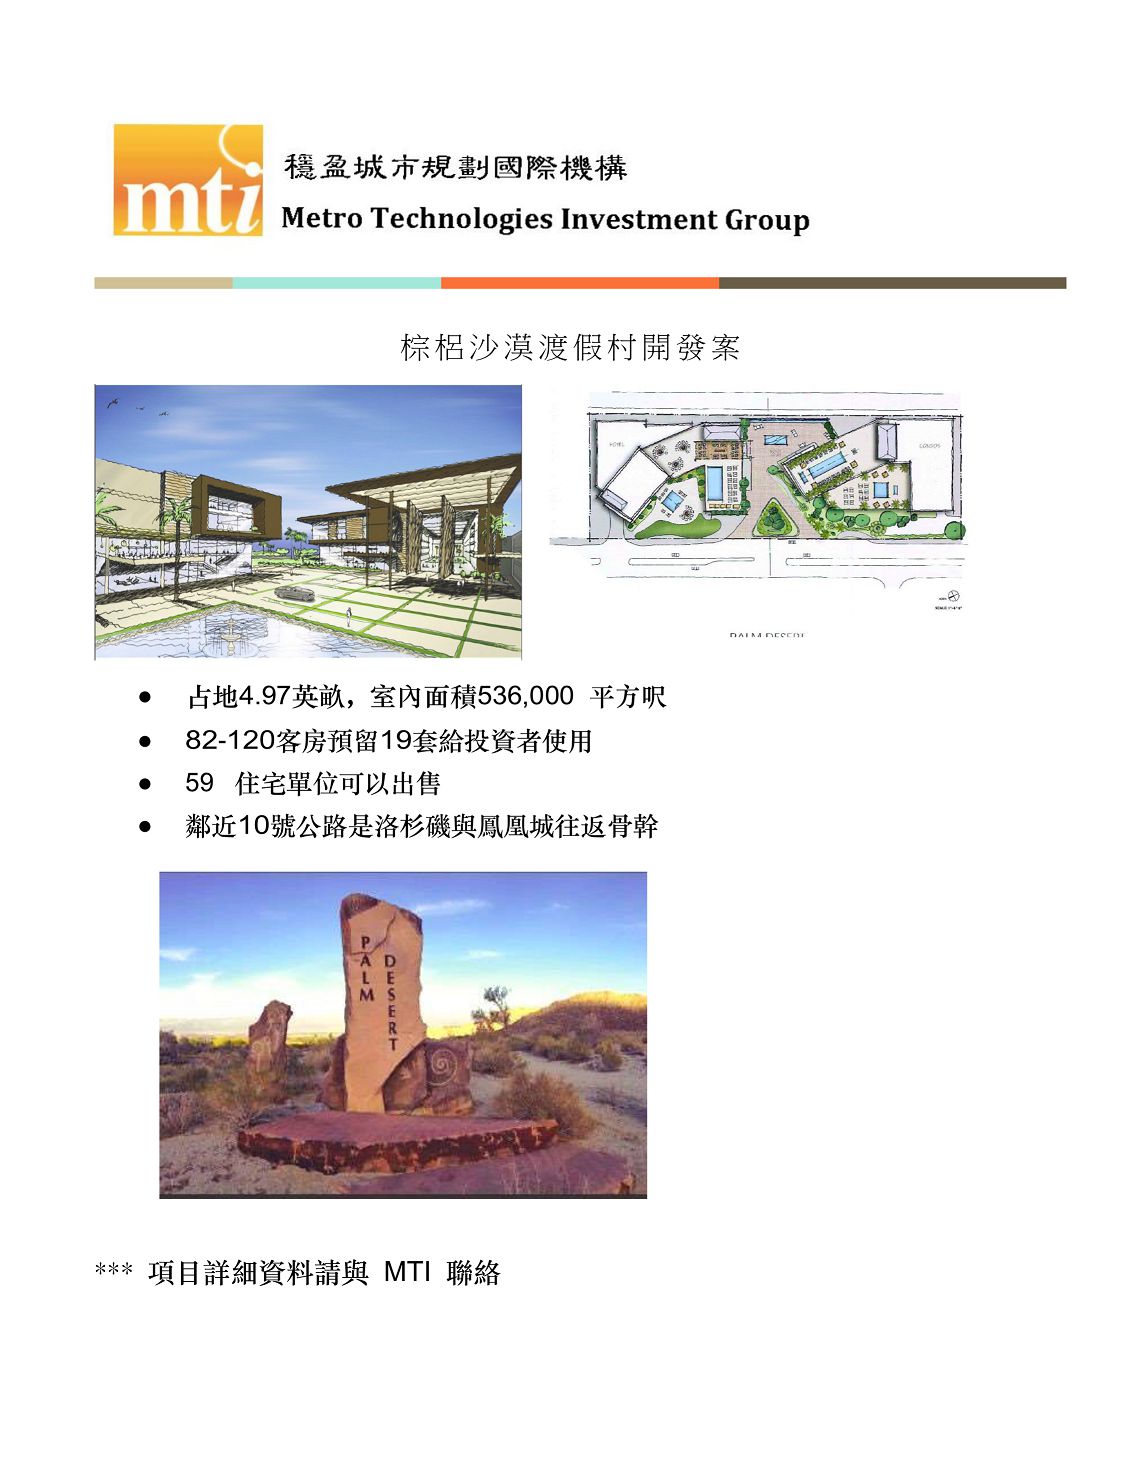 mti
穩盈城市規劃國際機構
Metro Technologies Investment Group
棕梠沙漠渡假村開發案
HOTEL
CONDOS
PALM DESERT
● 占地4.97英畝，室內面積536,000 平方呎
● 82-120客房預留19套給投資者使用
● 59 住宅單位可以出售
● 鄰近10號公路是洛杉磯與鳳凰城往返骨幹
PALM
DESERT
*** 項目詳細資料請與 MTI 聯絡